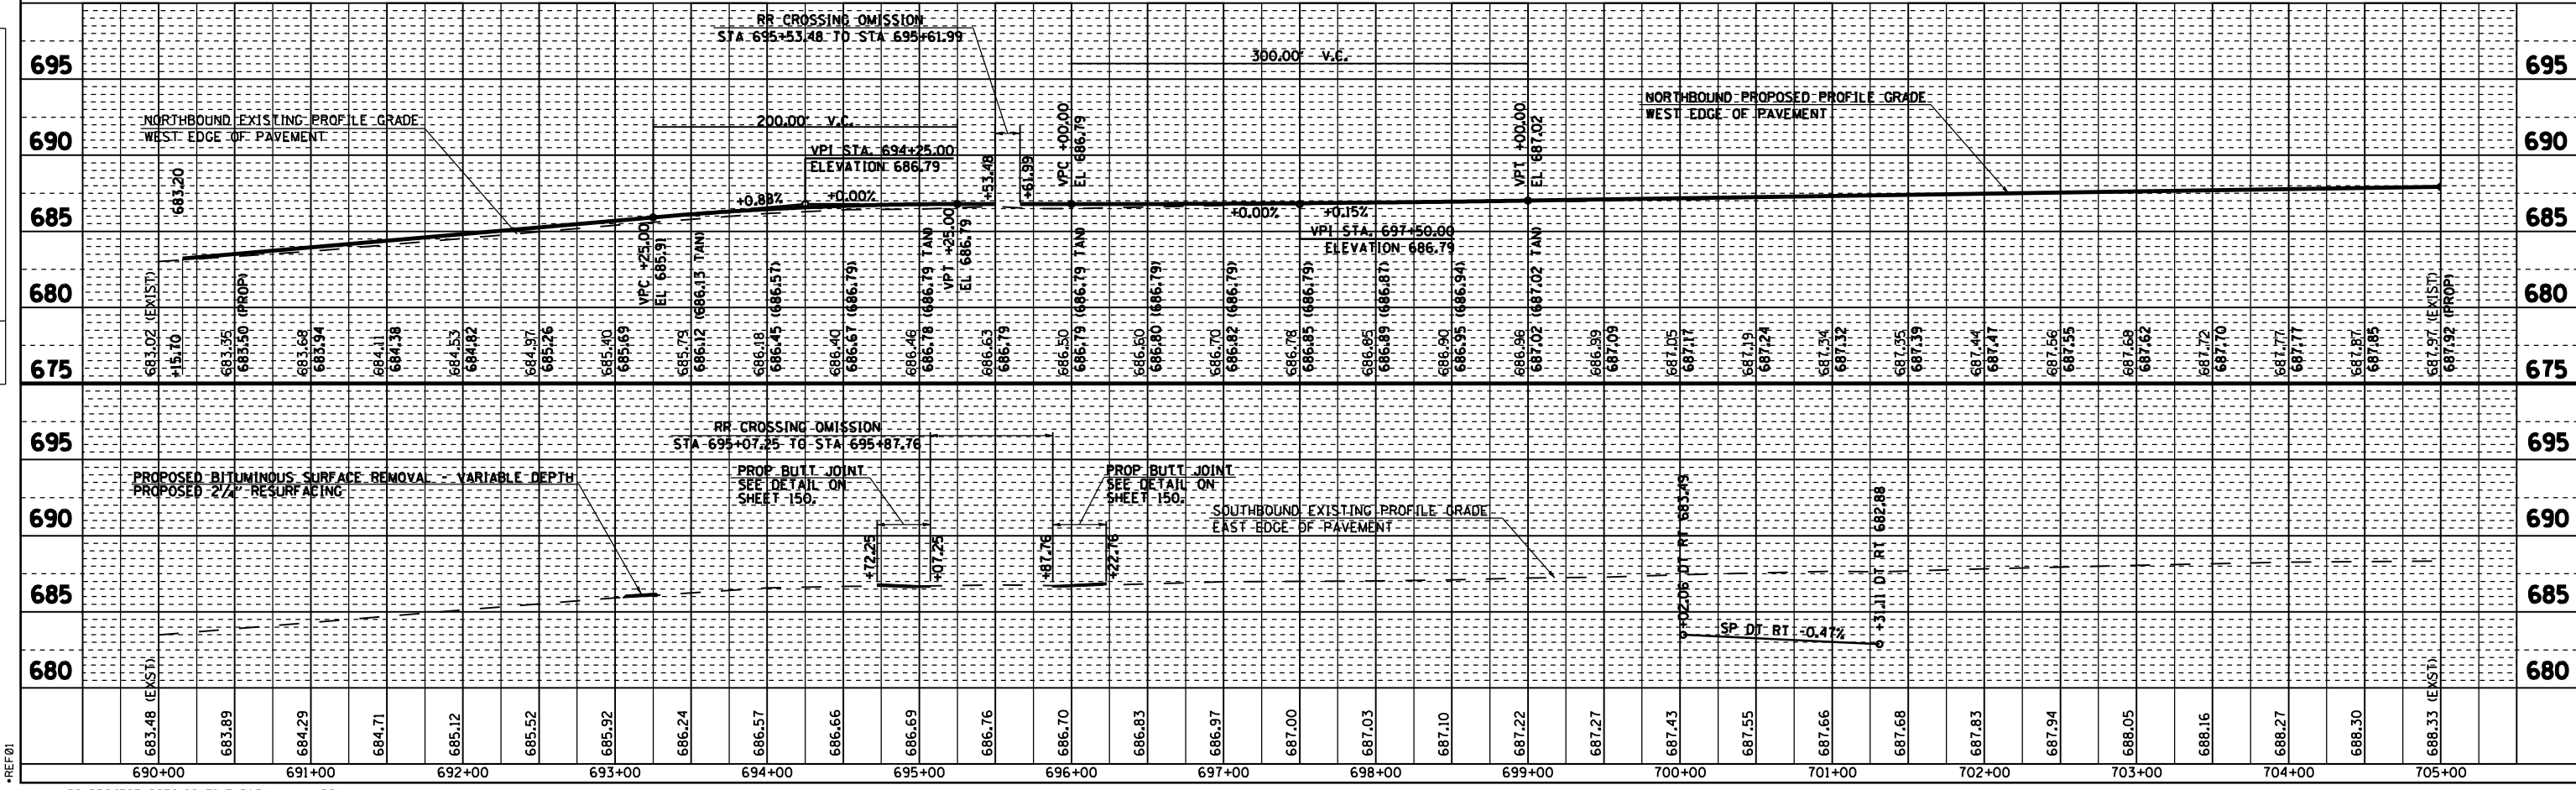 RR CROSSING OMISSION
STA 695+53.48 TO STA 695+61.99
300.00' V.C.
695
695
NORTHBOUND PROPOSED PROFILE GRADE
WEST EDGE OF PAVEMENT
NORTHBOUND EXISTING PROFILE GRADE
WEST EDGE OF PAVEMENT
200.00' V.C.
690
690
VPI STA. 694+25.00
ELEVATION 686.79
+53.48
+61.99
VPC +00.00
EL 686.79
VPT +00.00
EL 687.02
683.20
+0.88%
+0.00%
685
685
+0.00%
+0.15%
VPI STA. 697+50.00
ELEVATION 686.79
VPC +25.00
EL 685.91
VPT +25.00
EL 686.79
680
680
675
675
683.02 (EXIST)
+15.70
683.35
683.50 (PROP)
683.68
683.94
684.11
684.38
684.53
684.82
684.97
685.26
685.40
685.69
685.79
686.12 (686.13 TAN)
686.18
686.45 (686.57)
686.40
686.67 (686.79)
686.46
686.78 (686.79 TAN)
686.63
686.79
686.50
686.79 (686.79 TAN)
686.60
686.80 (686.79)
686.70
686.82 (686.79)
686.78
686.85 (686.79)
686.85
686.89 (686.87)
686.90
686.95 (686.94)
686.96
687.02 (687.02 TAN)
686.99
687.09
687.05
687.17
687.19
687.24
687.34
687.32
687.35
687.39
687.44
687.47
687.56
687.55
687.68
687.62
687.72
687.70
687.77
687.77
687.87
687.85
687.97 (EXIST)
687.92 (PROP)
RR CROSSING OMISSION
STA 695+07.25 TO STA 695+87.76
695
695
PROPOSED BITUMINOUS SURFACE REMOVAL - VARIABLE DEPTH
PROPOSED 2¼" RESURFACING
PROP BUTT JOINT
SEE DETAIL ON
SHEET 150.
PROP BUTT JOINT
SEE DETAIL ON
SHEET 150.
690
690
SOUTHBOUND EXISTING PROFILE GRADE
EAST EDGE OF PAVEMENT
+72.25
+07.25
+87.76
+22.76
+02.06 DT RT 683.49
+31.11 DT RT 682.88
685
685
SP DT RT -0.47%
680
680
683.48 (EXST)
683.89
684.29
684.71
685.12
685.52
685.92
686.24
686.57
686.66
686.69
686.76
686.70
686.83
686.97
687.00
687.03
687.10
687.22
687.27
687.43
687.55
687.66
687.68
687.83
687.94
688.05
688.16
688.27
688.30
688.33 (EXST)
690+00
691+00
692+00
693+00
694+00
695+00
696+00
697+00
698+00
699+00
700+00
701+00
702+00
703+00
704+00
705+00
•REF01